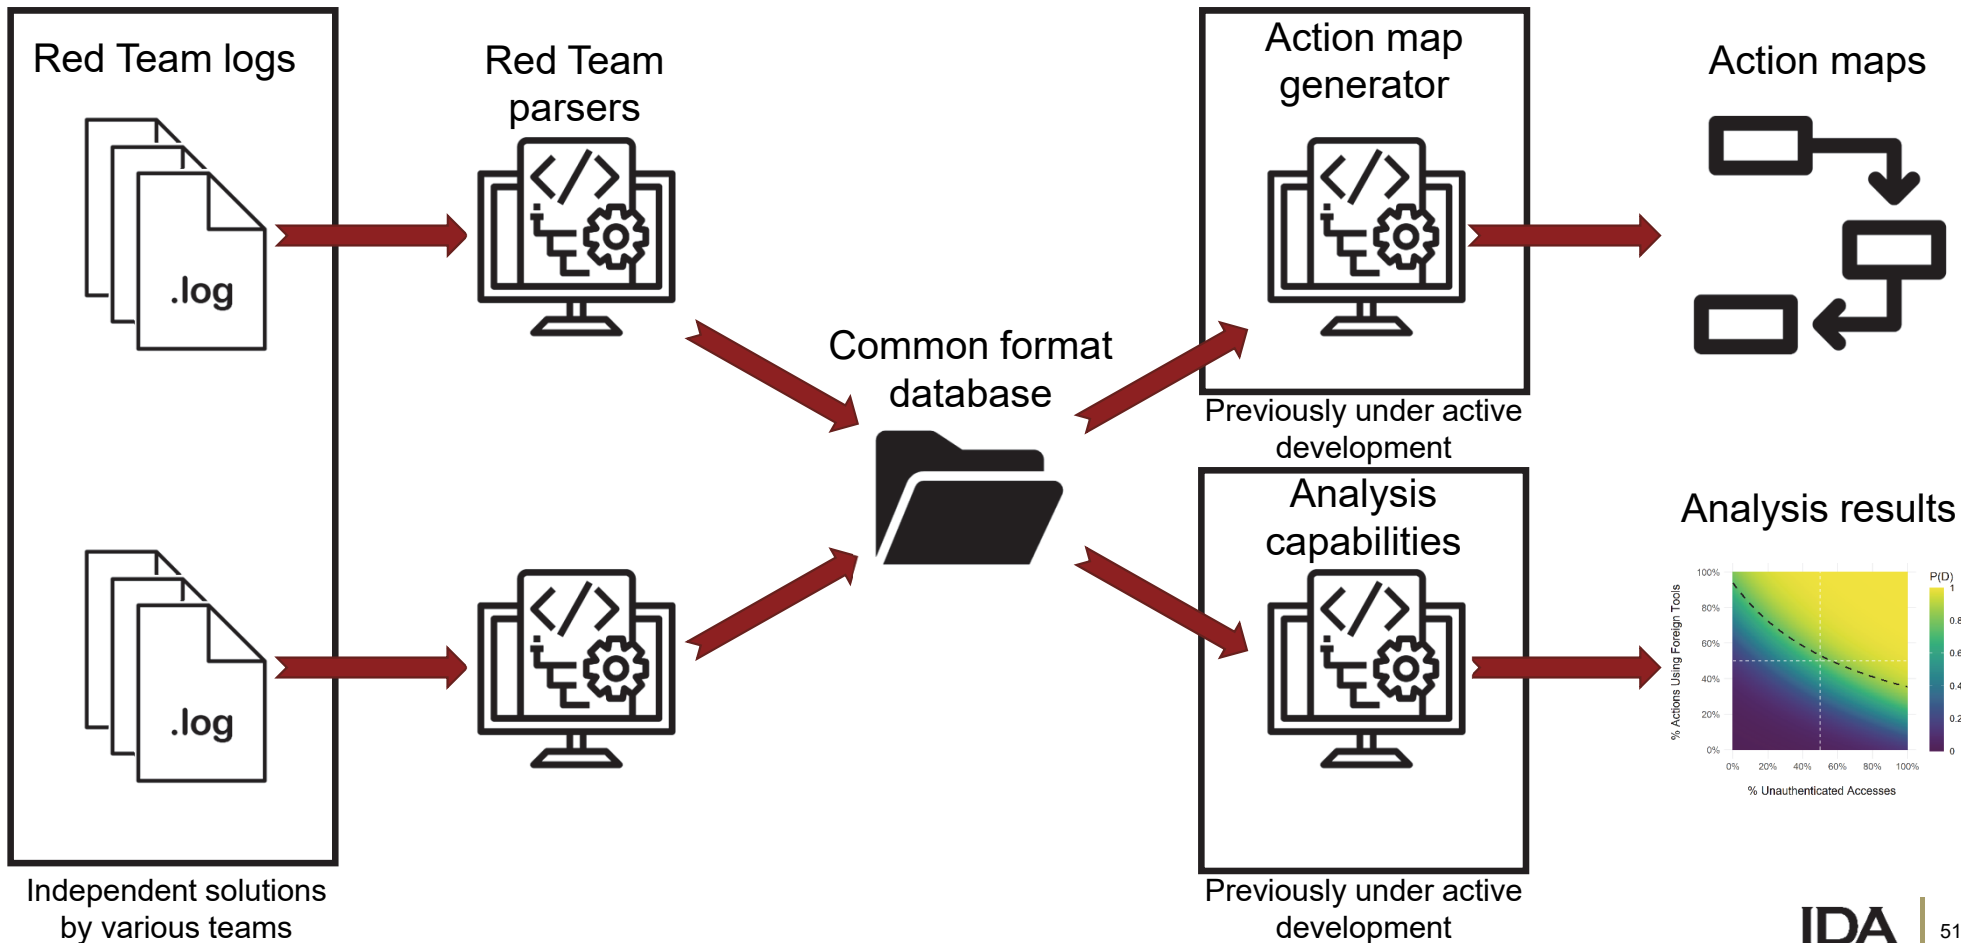 Red Team logs
.log
.log
Independent solutions
by various teams
Red Team
parsers
Common format
database
Action map
generator
Previously under active
development
Analysis
capabilities
Previously under active
development
Action maps
Analysis results
% Actions Using Foreign Tools
100%
80%
60%
40%
20%
0%
0% 20% 40% 60% 80% 100%
% Unauthenticated Accesses
P(D)
1
0.8
0.6
0.4
0.2
0
IDA
51